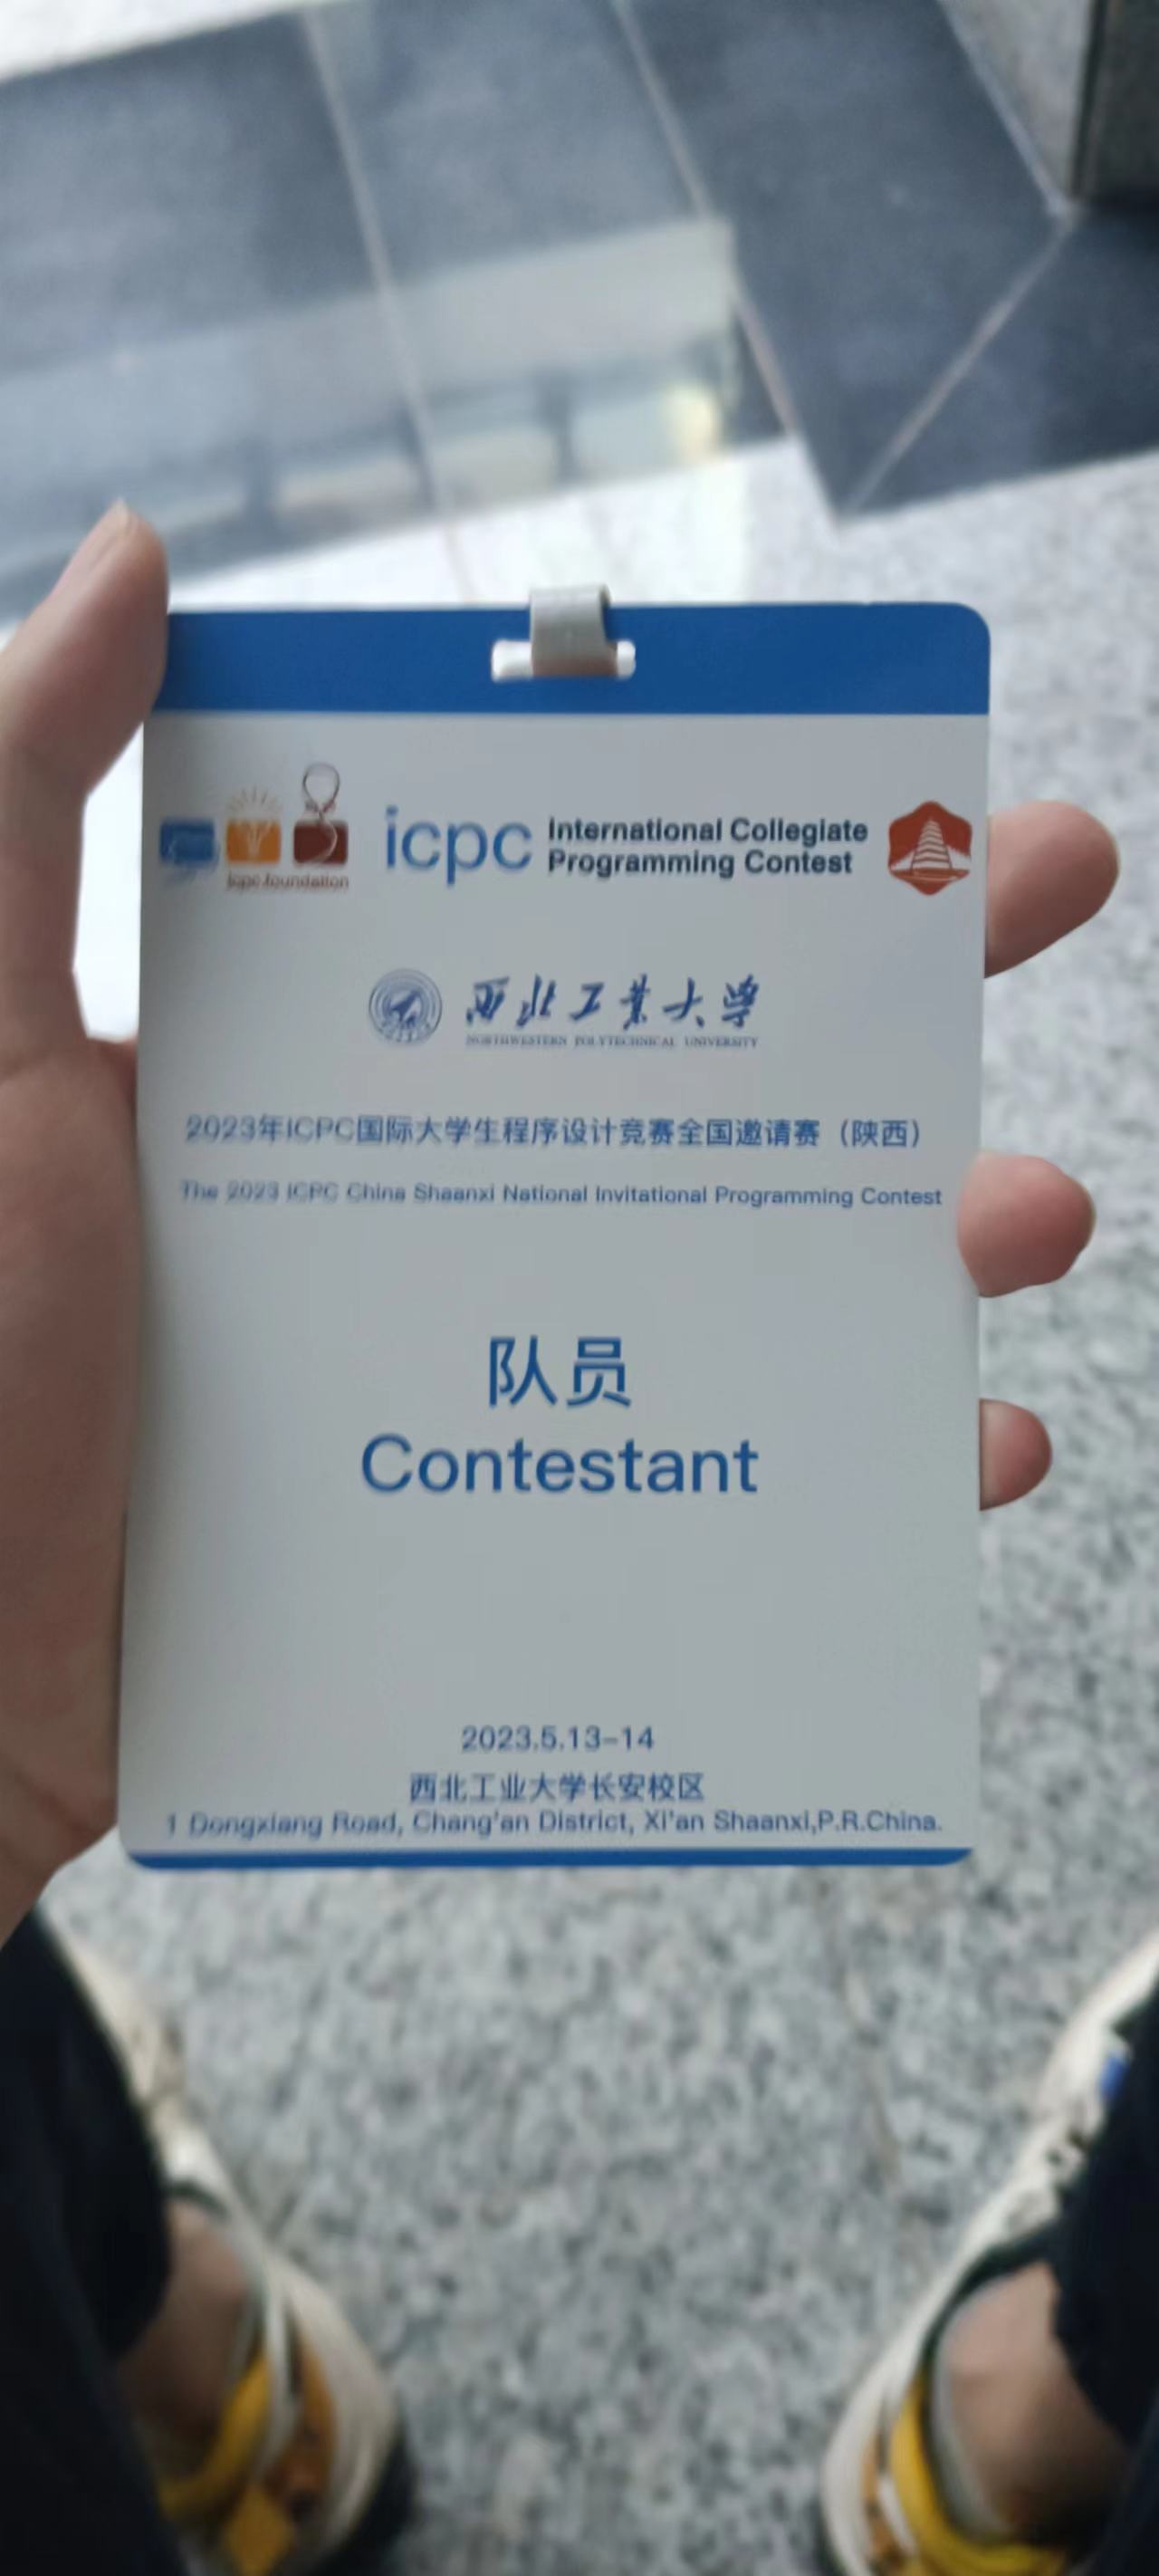 icpc foundation
icpc International Collegiate
Programming Contest
西北工业大学
NORTHWESTERN POLYTECHNICAL UNIVERSITY
2023年ICPC国际大学生程序设计竞赛全国邀请赛（陕西）
The 2023 ICPC China Shaanxi National Invitational Programming Contest
队员
Contestant
2023.5.13-14
西北工业大学长安校区
1 Dongxiang Road, Chang'an District, Xi'an Shaanxi,P.R.China.